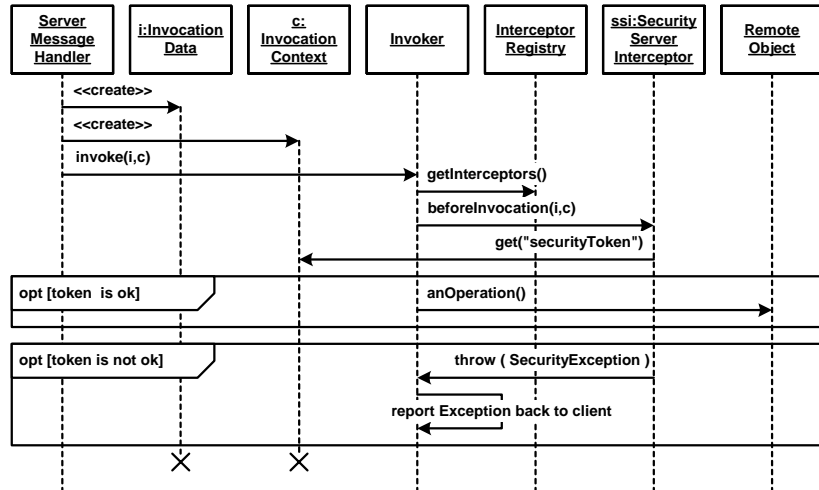 Server
Message
Handler
i:Invocation
Data
c:
Invocation
Context
Invoker
Interceptor
Registry
ssi:Security
Server
Interceptor
Remote
Object
<<create>>
<<create>>
invoke(i,c)
getInterceptors()
beforeInvocation(i,c)
get("securityToken")
opt [token is ok]
anOperation()
opt [token is not ok]
throw ( SecurityException )
report Exception back to client